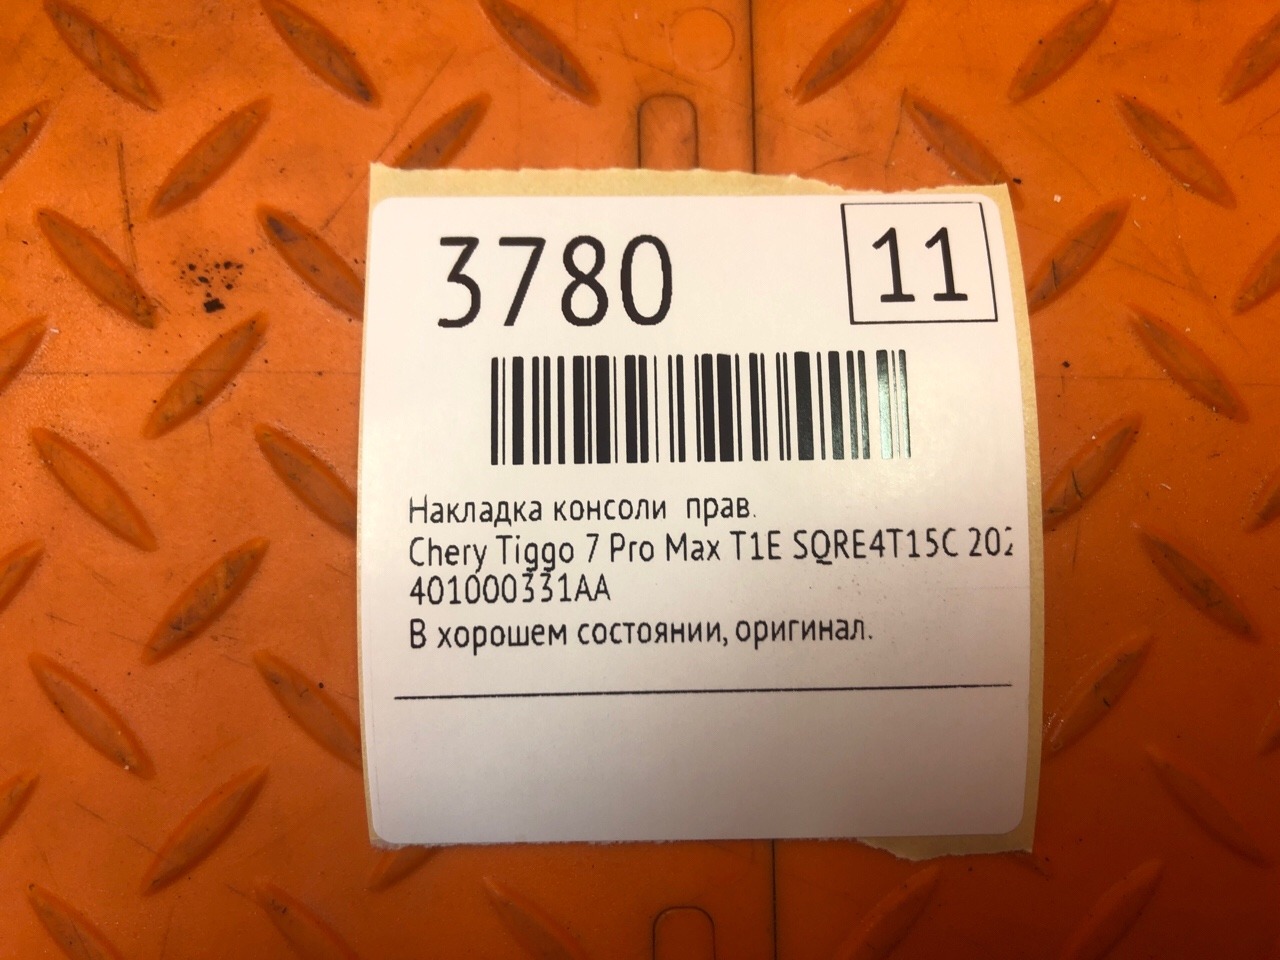 3780
11
Накладка консоли прав.
Chery Tiggo 7 Pro Max T1E SQRE4T15C 202
401000331AA
В хорошем состоянии, оригинал.